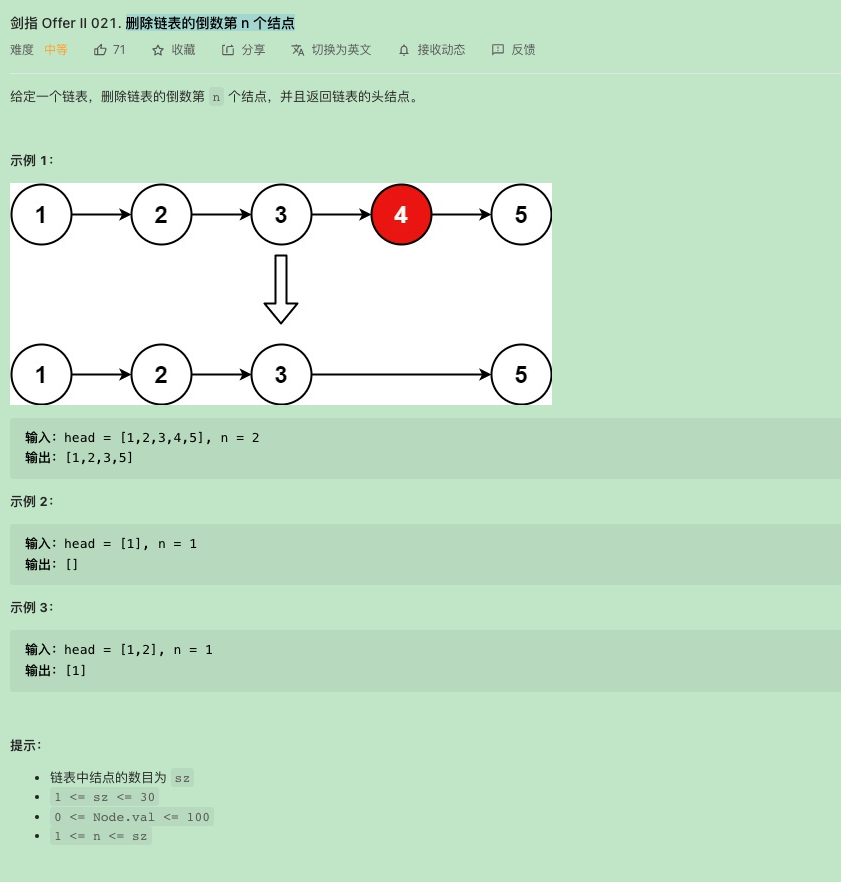 剑指 Offer II 021. 删除链表的倒数第 n 个结点
难度 中等 71 收藏 分享 切换为英文 接收动态 反馈
给定一个链表，删除链表的倒数第 n 个结点，并且返回链表的头结点。
示例 1：
1 2 3 4 5
1 2 3 5
输入：head = [1,2,3,4,5], n = 2
输出：[1,2,3,5]
示例 2：
输入：head = [1], n = 1
输出：[]
示例 3：
输入：head = [1,2], n = 1
输出：[1]
提示：
链表中结点的数目为 sz
1 <= sz <= 30
0 <= Node.val <= 100
1 <= n <= sz